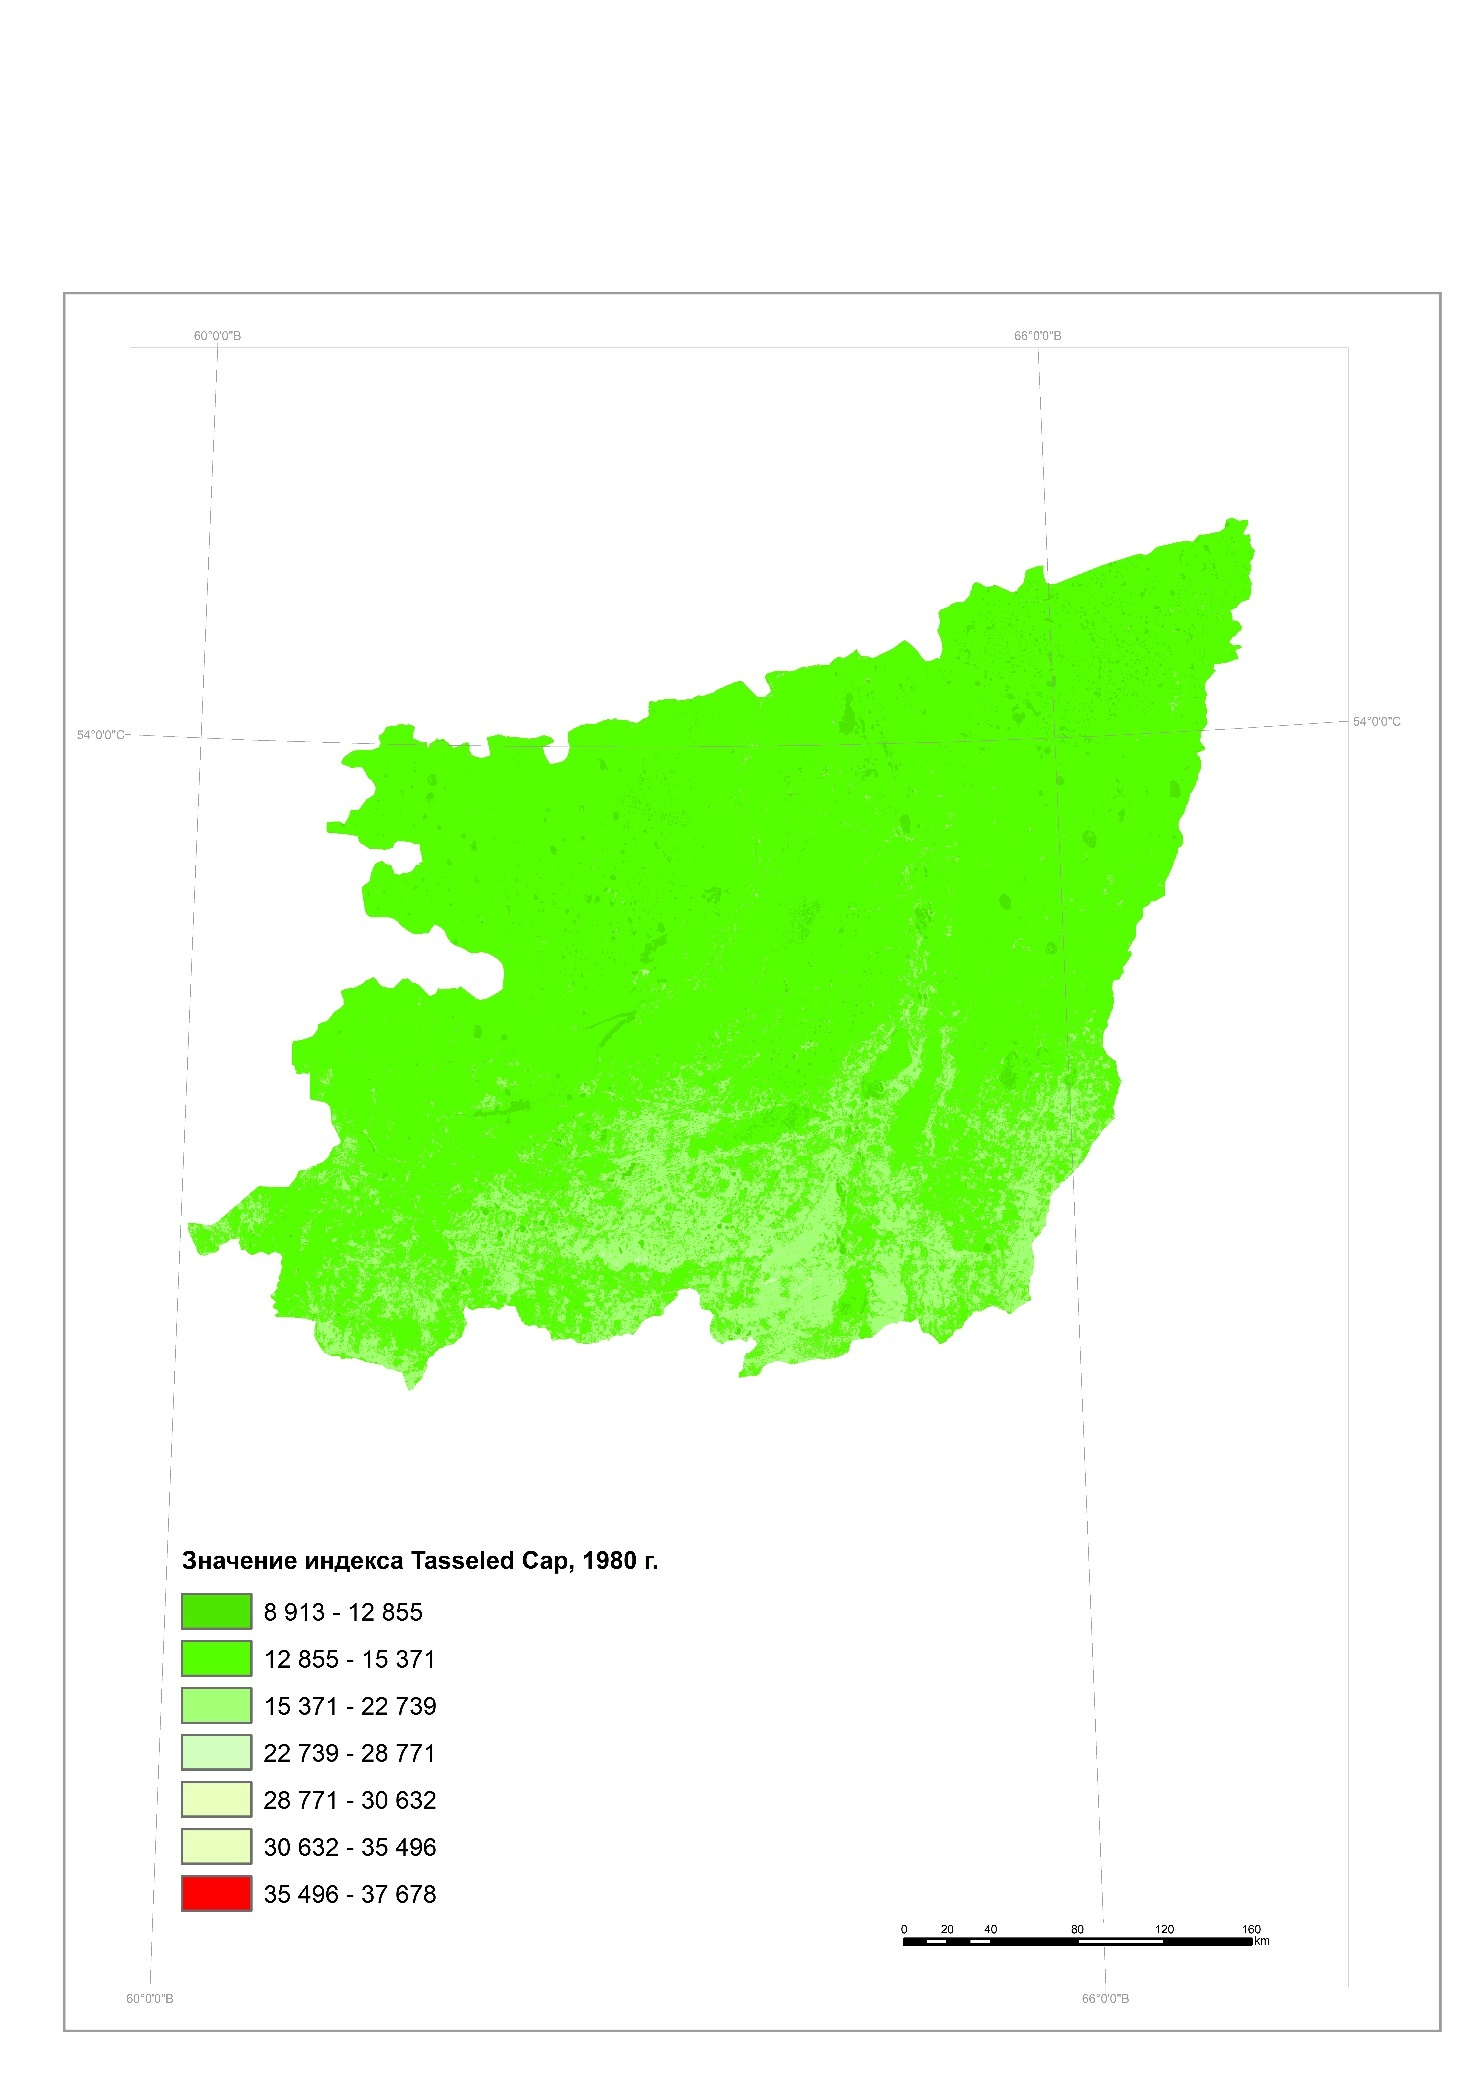 60°0'0"В
66°0'0"В
54°0'0"С
54°0'0"С
Значение индекса Tasseled Cap, 1980 г.
8 913 - 12 855
12 855 - 15 371
15 371 - 22 739
22 739 - 28 771
28 771 - 30 632
30 632 - 35 496
35 496 - 37 678
0 20 40 80 120 160
km
60°0'0"В
66°0'0"В